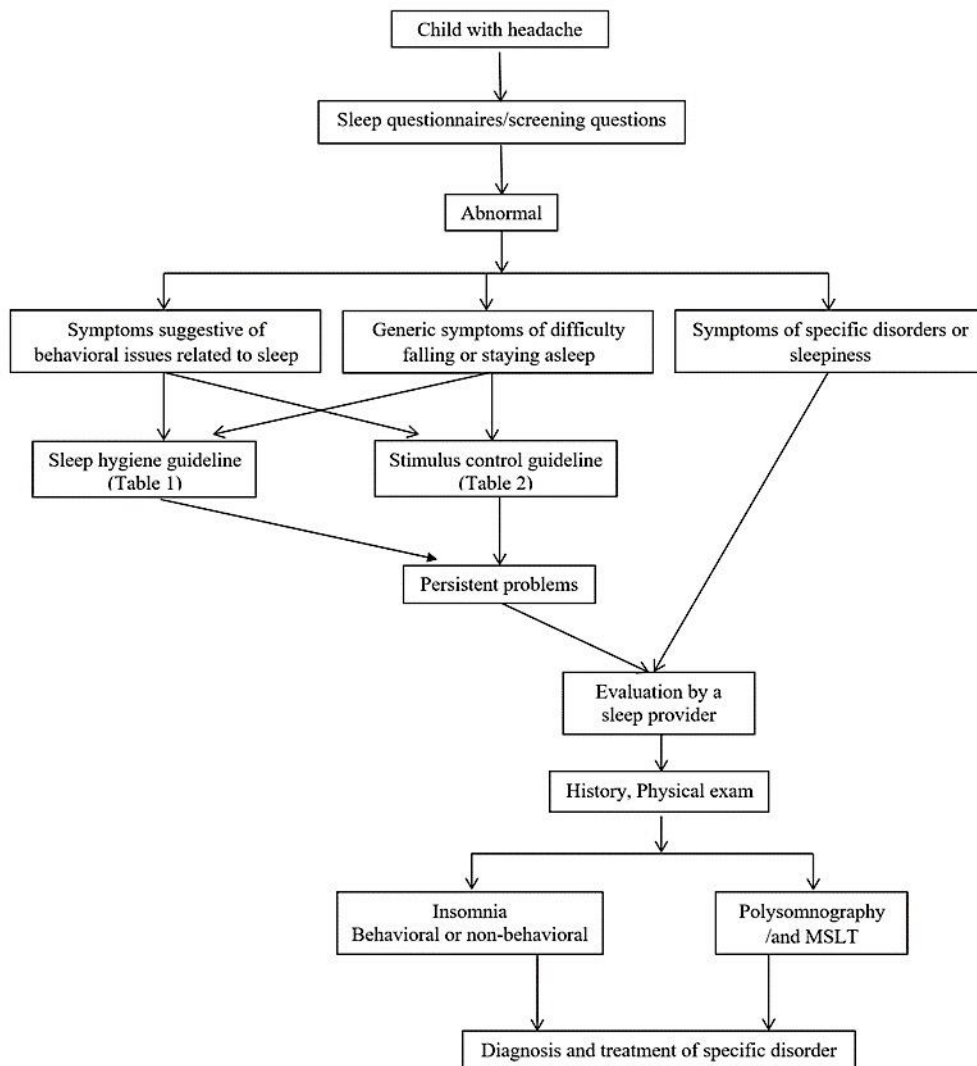 Child with headache
Sleep questionnaires/screening questions
Abnormal
Symptoms suggestive of
behavioral issues related to sleep
Generic symptoms of difficulty
falling or staying asleep
Symptoms of specific disorders or
sleepiness
Sleep hygiene guideline
(Table 1)
Stimulus control guideline
(Table 2)
Persistent problems
Evaluation by a
sleep provider
History, Physical exam
Insomnia
Behavioral or non-behavioral
Polysomnography
/and MSLT
Diagnosis and treatment of specific disorder